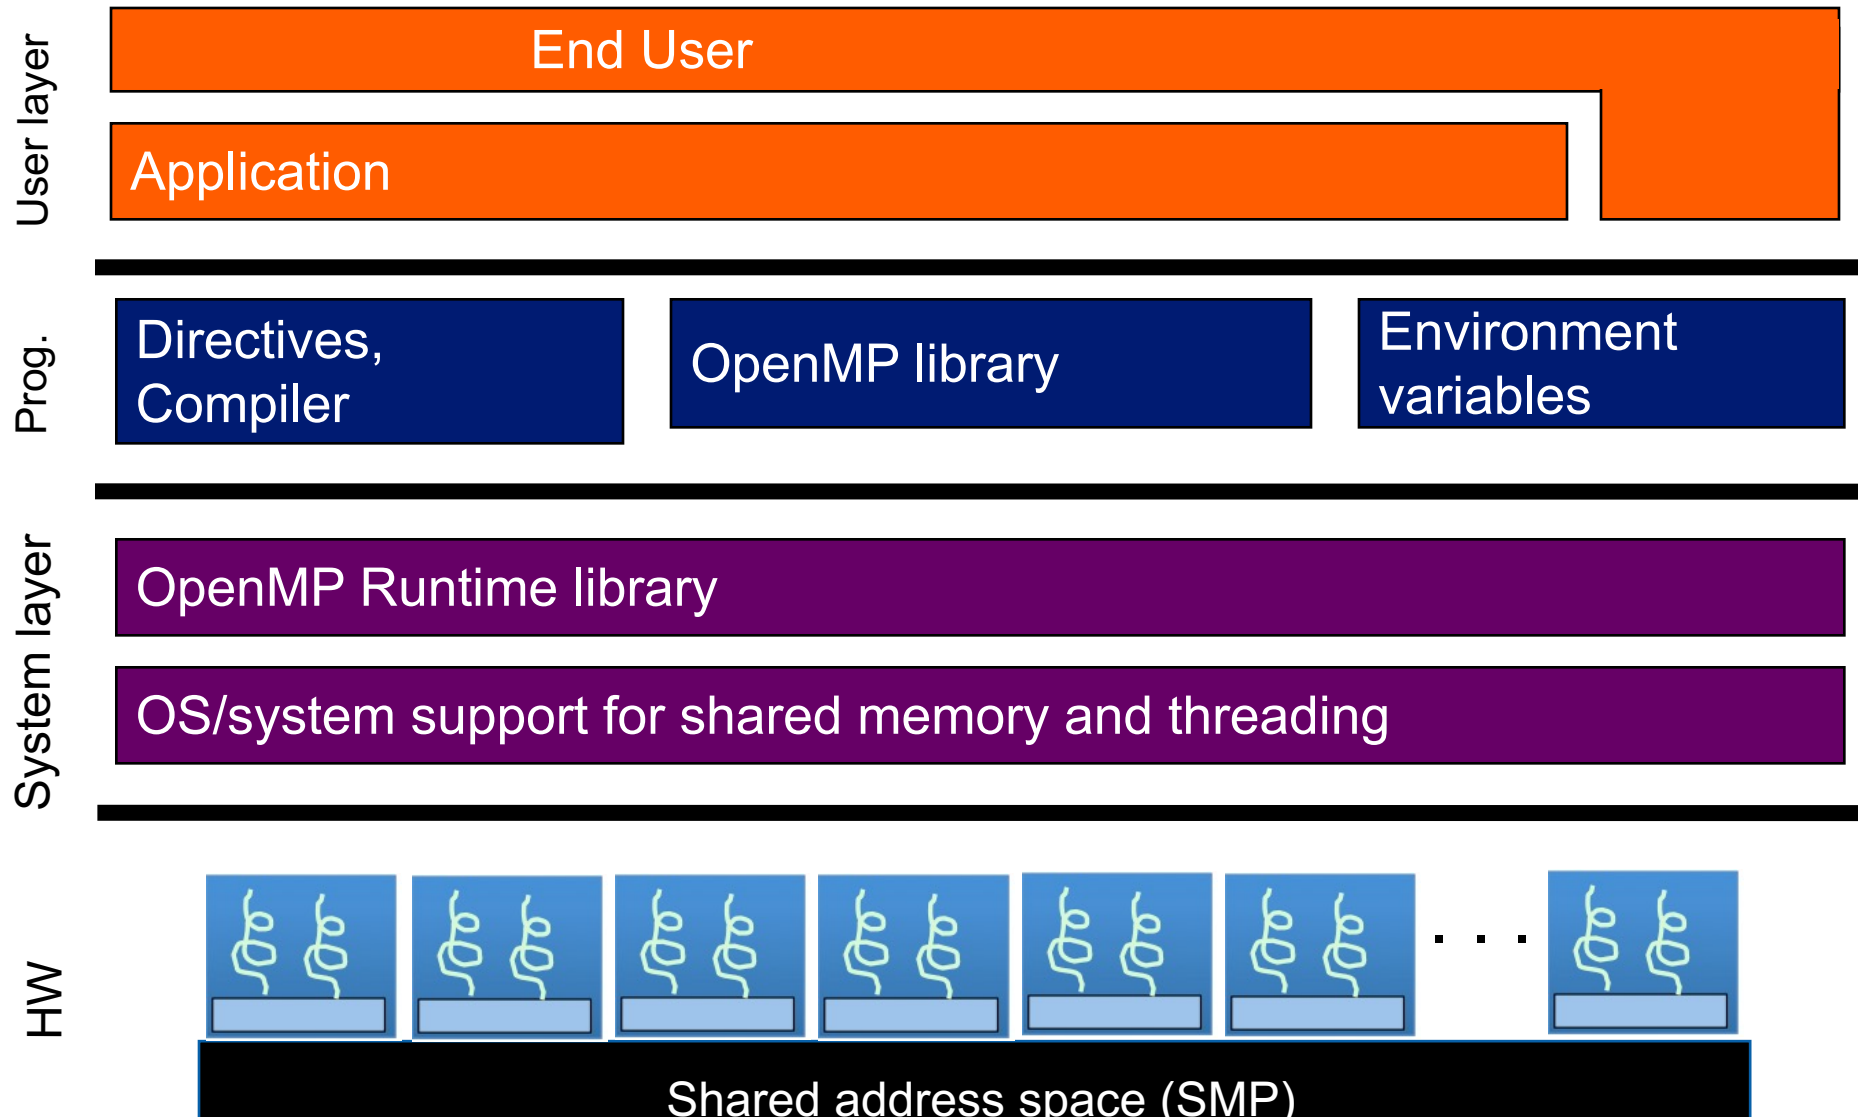 User layer
End User
Application
Prog.
Directives,
Compiler
OpenMP library
Environment
variables
System layer
OpenMP Runtime library
OS/system support for shared memory and threading
HW
. . .
Shared address space (SMP)